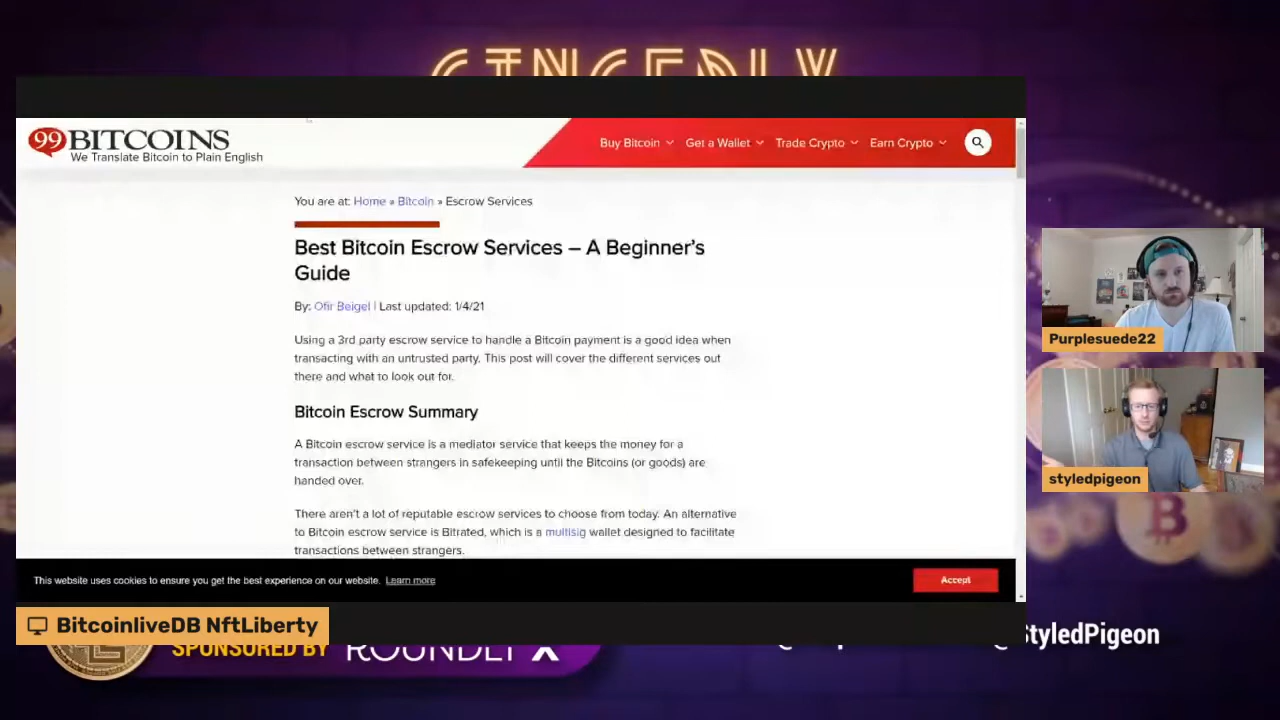 99 BITCOINS
We Translate Bitcoin to Plain English
Buy Bitcoin Get a Wallet Trade Crypto Earn Crypto
You are at: Home » Bitcoin » Escrow Services
Best Bitcoin Escrow Services – A Beginner's
Guide
By: Ofir Beigel | Last updated: 1/4/21
Using a 3rd party escrow service to handle a Bitcoin payment is a good idea when
transacting with an untrusted party. This post will cover the different services out
there and what to look out for.
Bitcoin Escrow Summary
A Bitcoin escrow service is a mediator service that keeps the money for a
transaction between strangers in safekeeping until the Bitcoins (or goods) are
handed over.
There aren't a lot of reputable escrow services to choose from today. An alternative
to Bitcoin escrow service is Bitrated, which is a multisig wallet designed to facilitate
transactions between strangers.
This website uses cookies to ensure you get the best experience on our website. Learn more
Accept
Purplesuede22
styledpigeon
BitcoinliveDB NftLiberty
SPONSORED BY ROUNDLYX
StyledPigeon